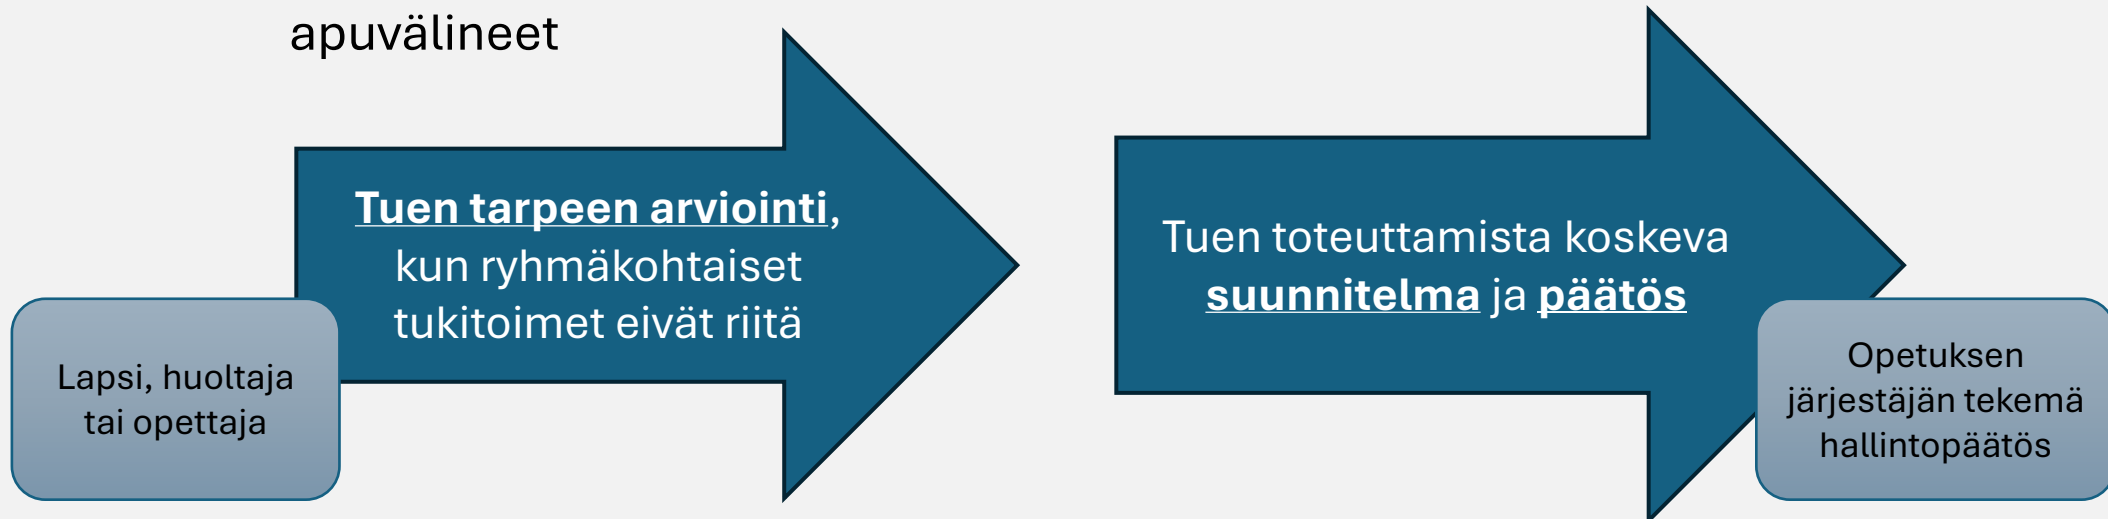 apuvälineet
Tuen tarpeen arviointi,
kun ryhmäkohtaiset
tukitoimet eivät riitä
Lapsi, huoltaja
tai opettaja
Tuen toteuttamista koskeva
suunnitelma ja päätös
Opetuksen
järjestäjän tekemä
hallintopäätös